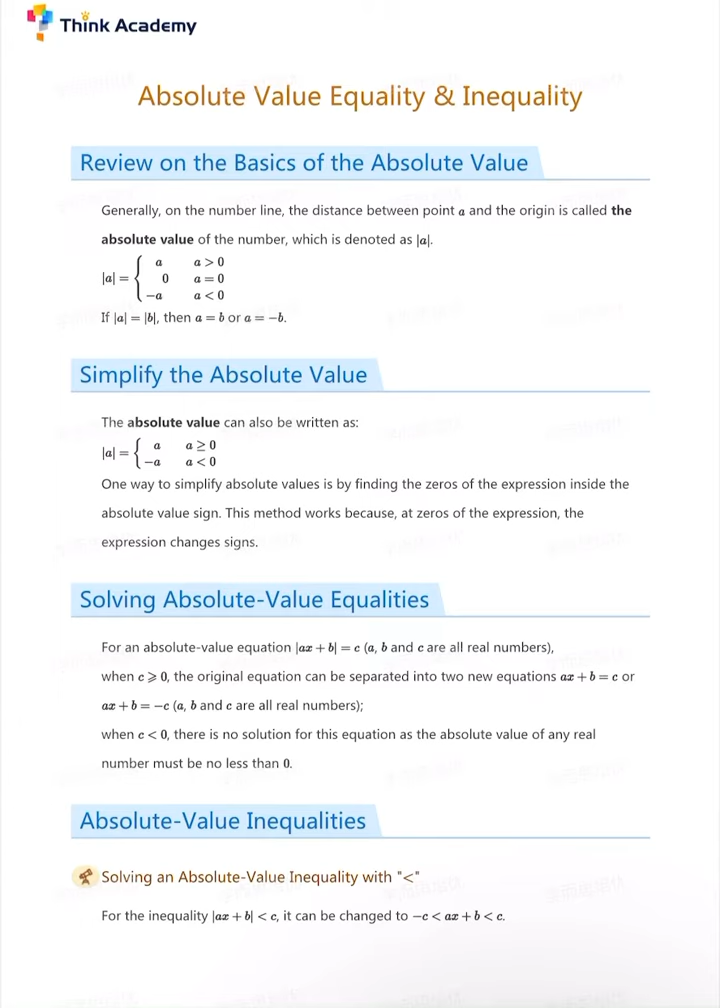 Think Academy
Absolute Value Equality & Inequality
Review on the Basics of the Absolute Value
Generally, on the number line, the distance between point a and the origin is called the
absolute value of the number, which is denoted as |a|.
|a| = { a a > 0
0 a = 0
−a a < 0
If |a| = |b|, then a = b or a = −b.
Simplify the Absolute Value
The absolute value can also be written as:
|a| = { a a ≥ 0
−a a < 0
One way to simplify absolute values is by finding the zeros of the expression inside the
absolute value sign. This method works because, at zeros of the expression, the
expression changes signs.
Solving Absolute-Value Equalities
For an absolute-value equation |ax + b| = c (a, b and c are all real numbers),
when c ⩾ 0, the original equation can be separated into two new equations ax + b = c or
ax + b = −c (a, b and c are all real numbers);
when c < 0, there is no solution for this equation as the absolute value of any real
number must be no less than 0.
Absolute-Value Inequalities
Solving an Absolute-Value Inequality with "<"
For the inequality |ax + b| < c, it can be changed to −c < ax + b < c.